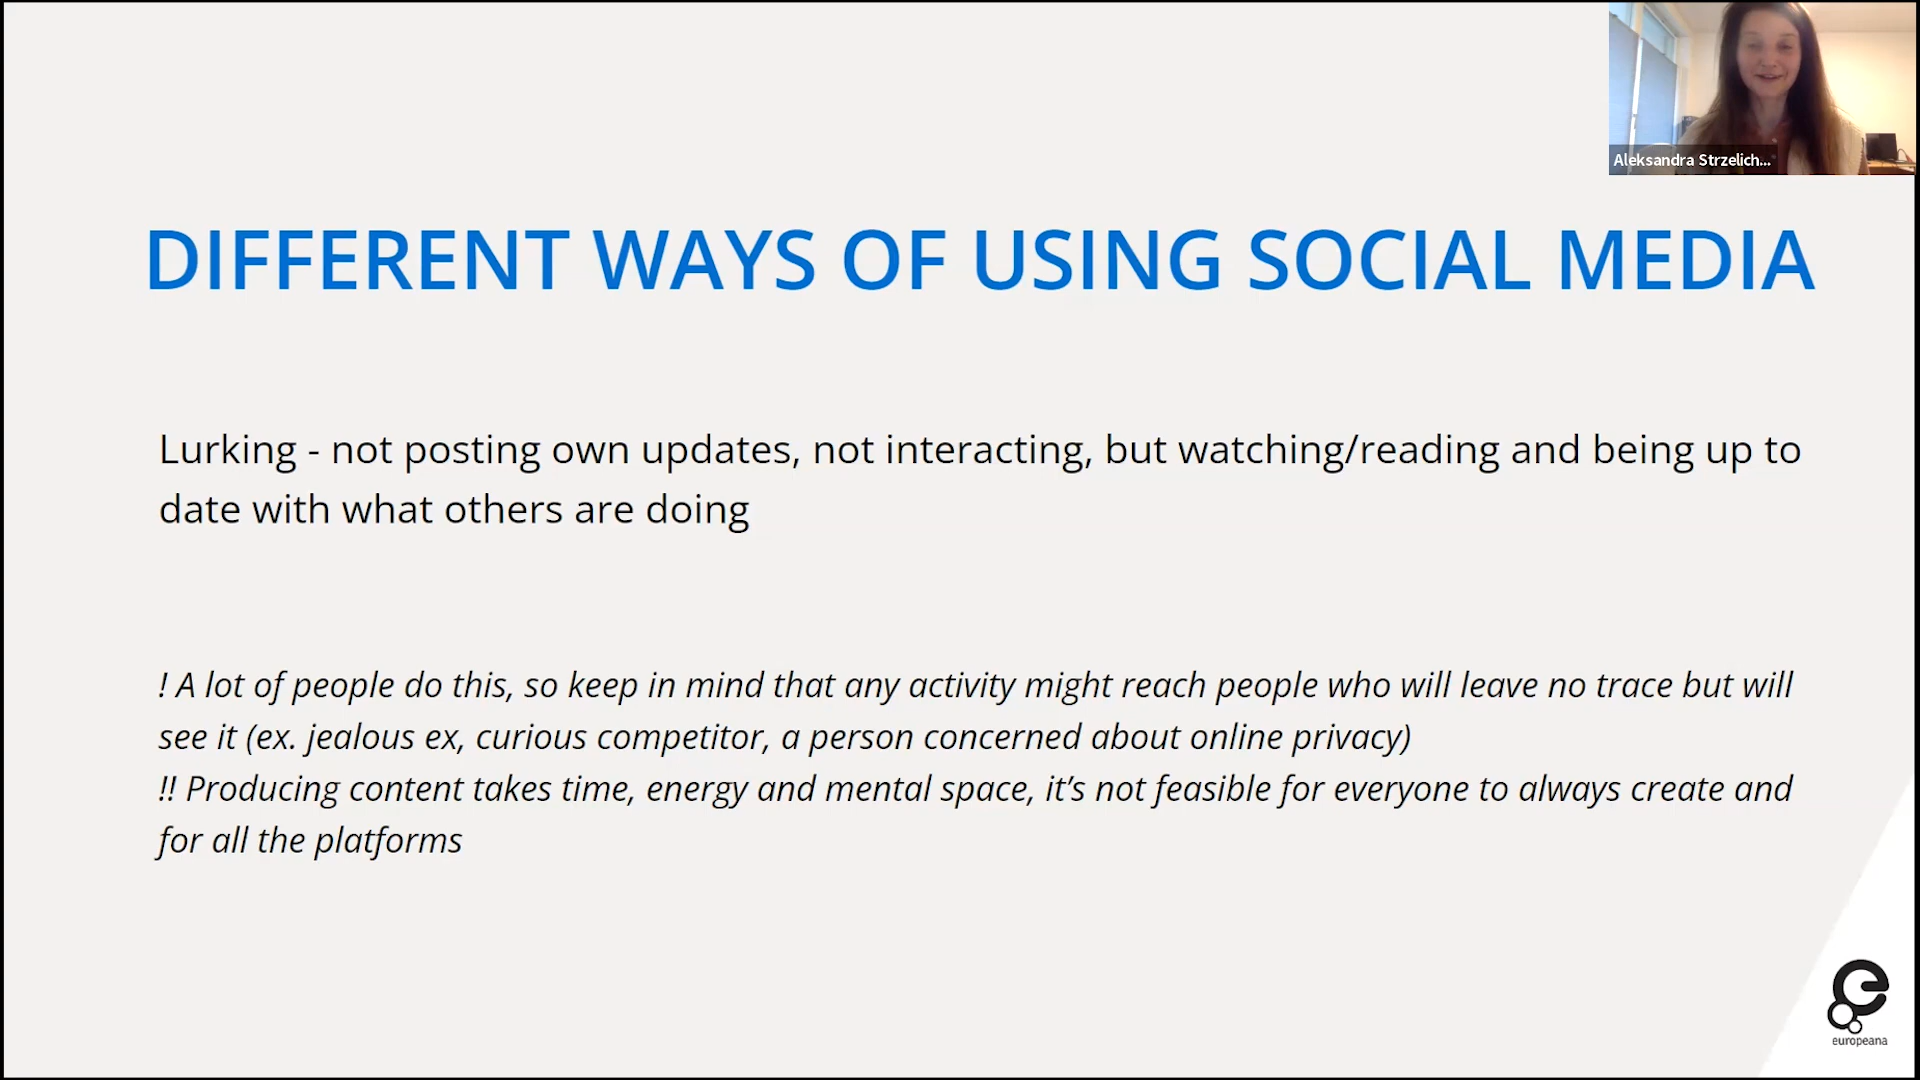 Aleksandra Strzelich...
DIFFERENT WAYS OF USING SOCIAL MEDIA
Lurking - not posting own updates, not interacting, but watching/reading and being up to
date with what others are doing
! A lot of people do this, so keep in mind that any activity might reach people who will leave no trace but will
see it (ex. jealous ex, curious competitor, a person concerned about online privacy)
!! Producing content takes time, energy and mental space, it’s not feasible for everyone to always create and
for all the platforms
europeana